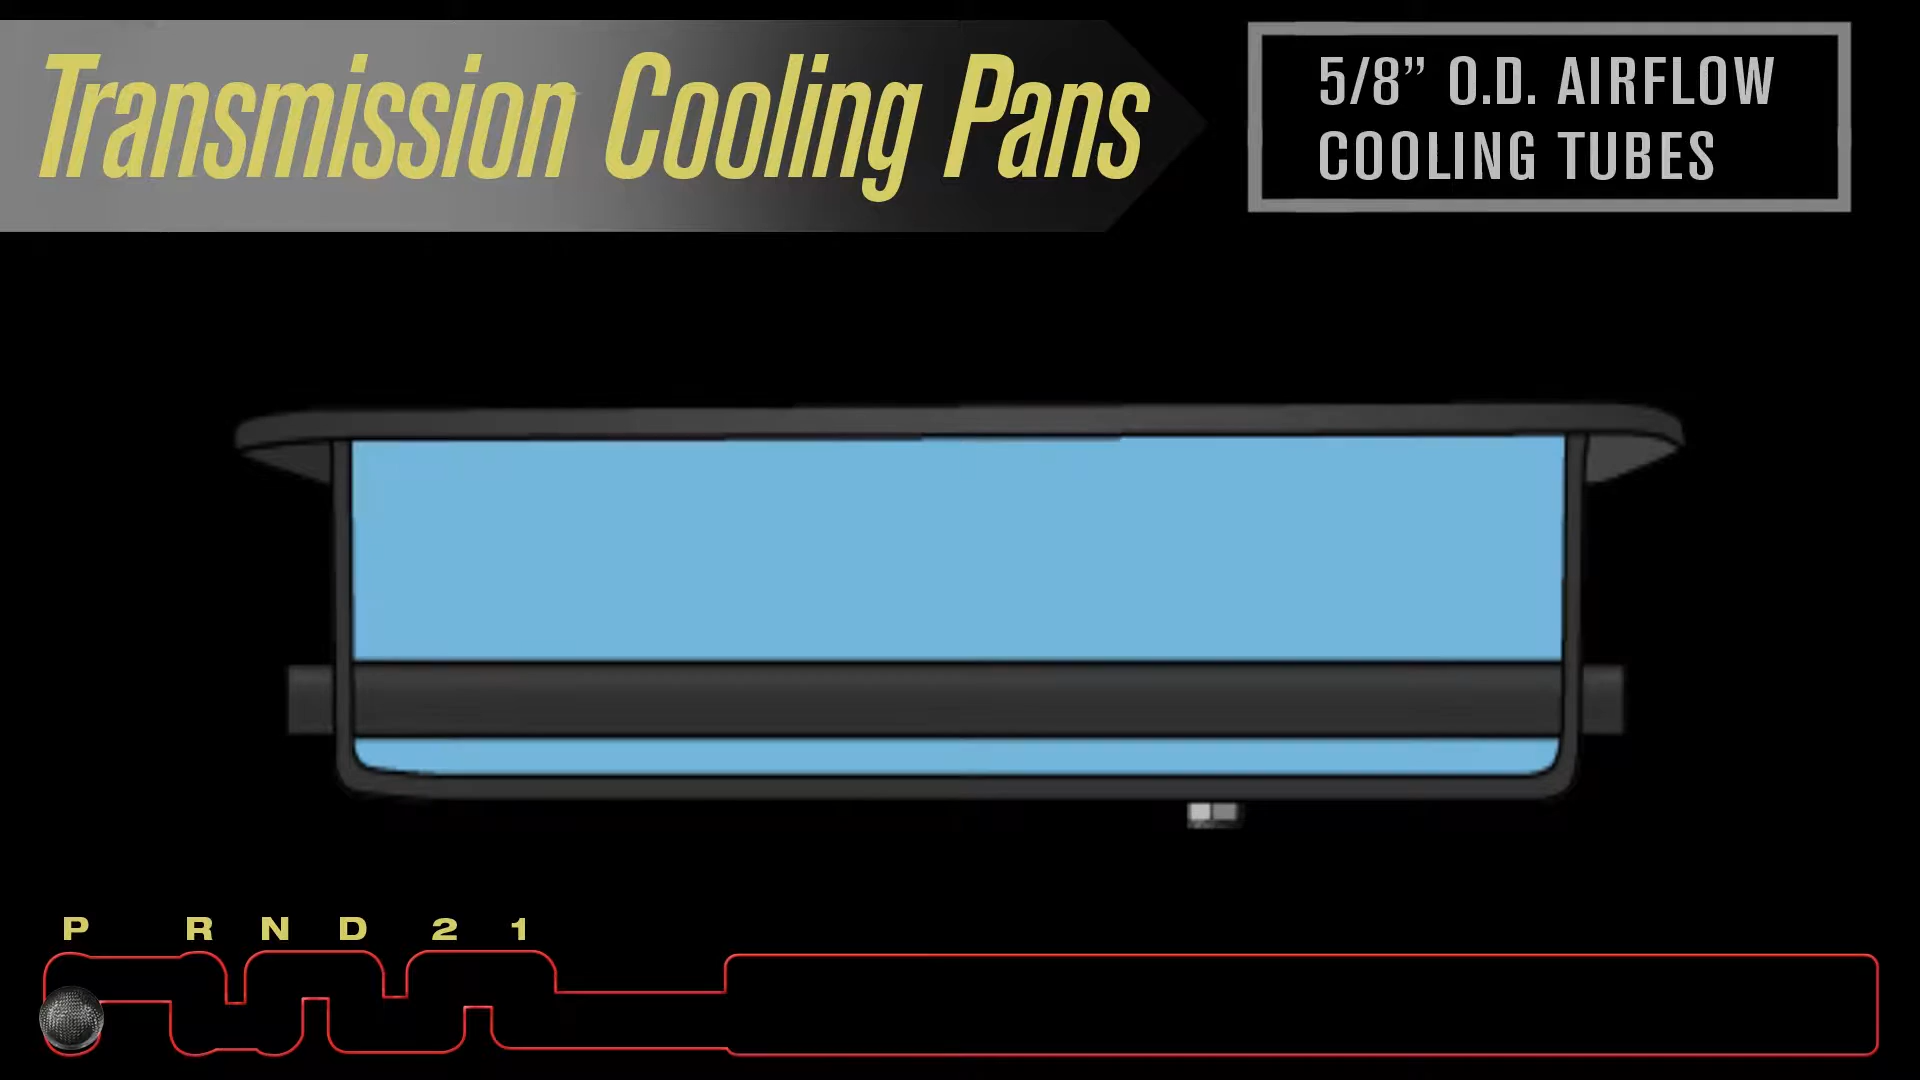 Transmission Cooling Pans
5/8” O.D. AIRFLOW
COOLING TUBES
P R N D 2 1